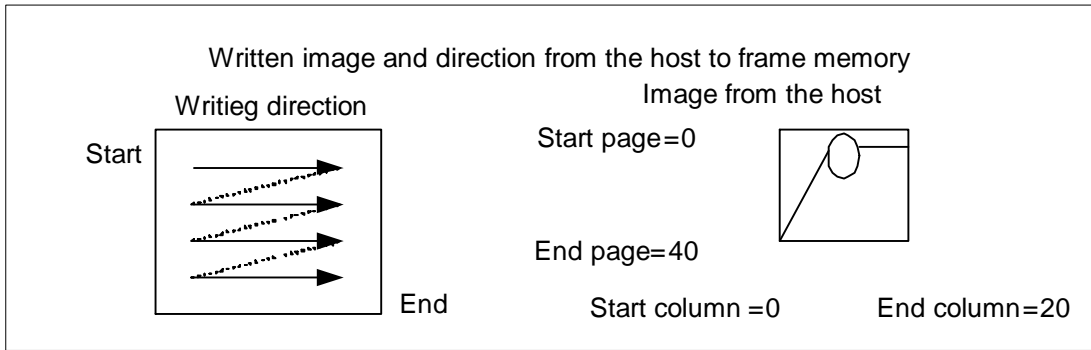 Written image and direction from the host to frame memory
Writieg direction
Image from the host
Start
Start page=0
End page=40
End
Start column =0
End column=20